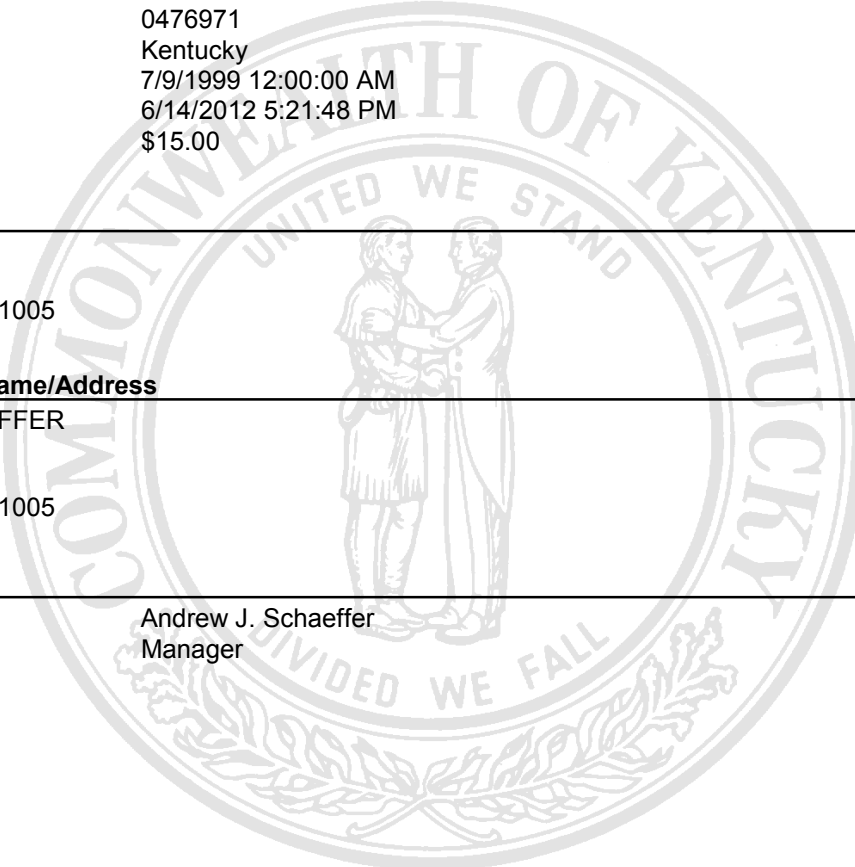 0476971
Kentucky
7/9/1999 12:00:00 AM
6/14/2012 5:21:48 PM
$15.00
COMMONWEALTH OF KENTUCKY
UNITED WE STAND
1005
ame/Address
FFER
1005
Andrew J. Schaeffer
Manager
DIVIDED WE FALL